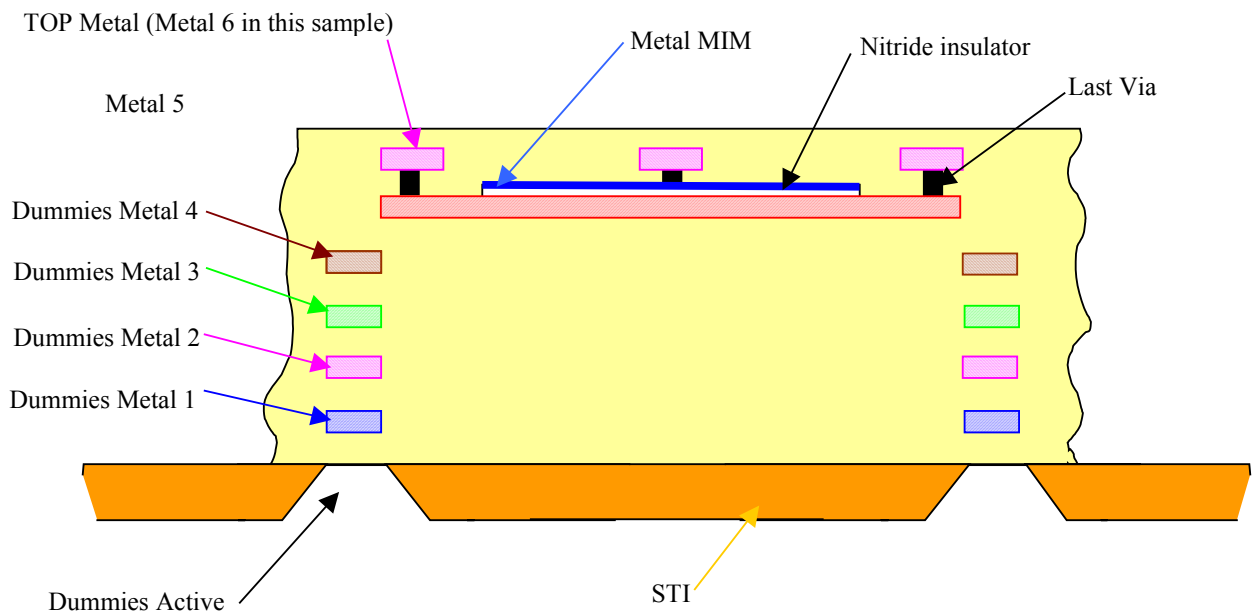 TOP Metal (Metal 6 in this sample)
Metal MIM
Nitride insulator
Last Via
Metal 5
Dummies Metal 4
Dummies Metal 3
Dummies Metal 2
Dummies Metal 1
STI
Dummies Active